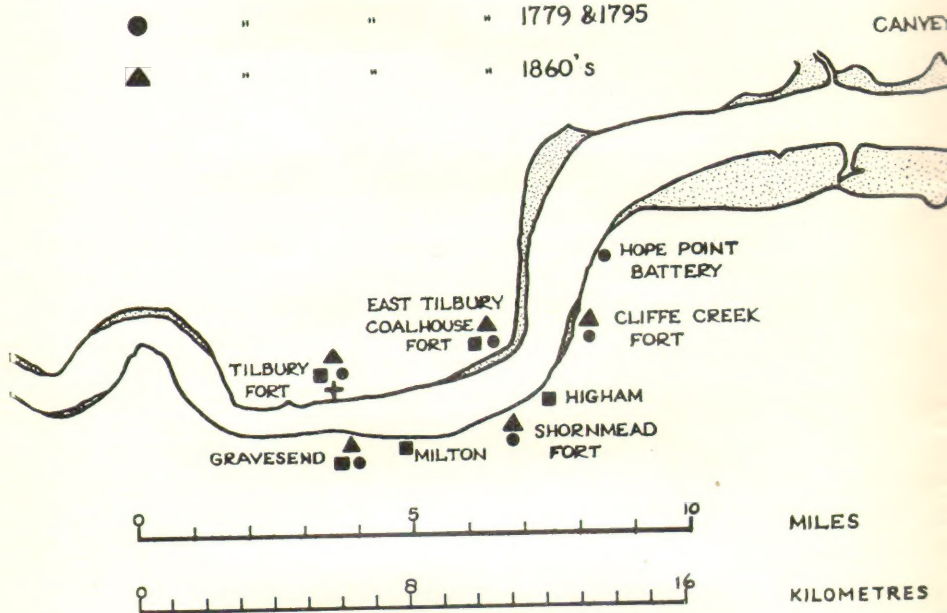 " " " 1779 & 1795
" " " 1860's
CANVEY
HOPE POINT
BATTERY
EAST TILBURY
COALHOUSE
FORT
CLIFFE CREEK
FORT
TILBURY
FORT
HIGHAM
SHORNMEAD
FORT
GRAVESEND
MILTON
0 5 10
MILES
0 8 16
KILOMETRES